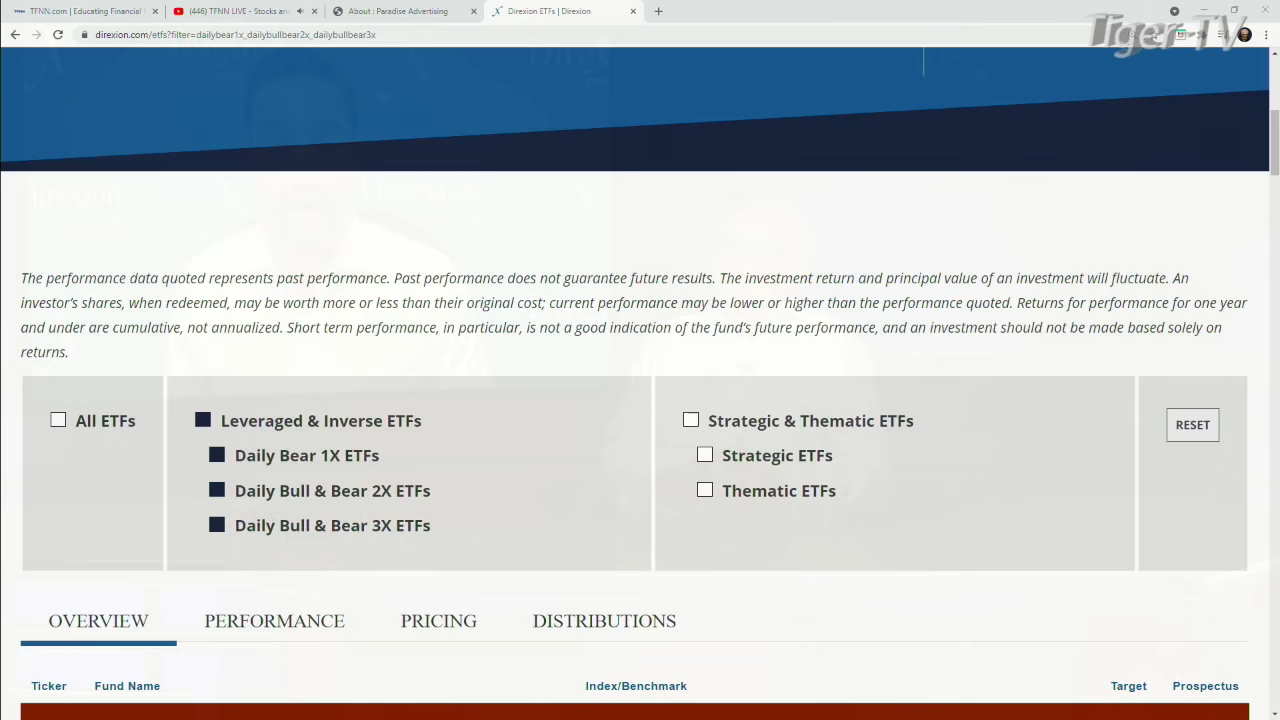 TFNN.com | Educating Financial
(446) TFNN LIVE - Stocks and
About : Paradise Advertising
Direxion ETFs | Direxion
direxion.com/etfs?filter=dailybear1x_dailybullbear2x_dailybullbear3x
Tiger TV
The performance data quoted represents past performance. Past performance does not guarantee future results. The investment return and principal value of an investment will fluctuate. An
investor's shares, when redeemed, may be worth more or less than their original cost; current performance may be lower or higher than the performance quoted. Returns for performance for one year
and under are cumulative, not annualized. Short term performance, in particular, is not a good indication of the fund's future performance, and an investment should not be made based solely on
returns.
All ETFs
Leveraged & Inverse ETFs
Daily Bear 1X ETFs
Daily Bull & Bear 2X ETFs
Daily Bull & Bear 3X ETFs
Strategic & Thematic ETFs
Strategic ETFs
Thematic ETFs
RESET
OVERVIEW PERFORMANCE PRICING DISTRIBUTIONS
Ticker Fund Name Index/Benchmark Target Prospectus